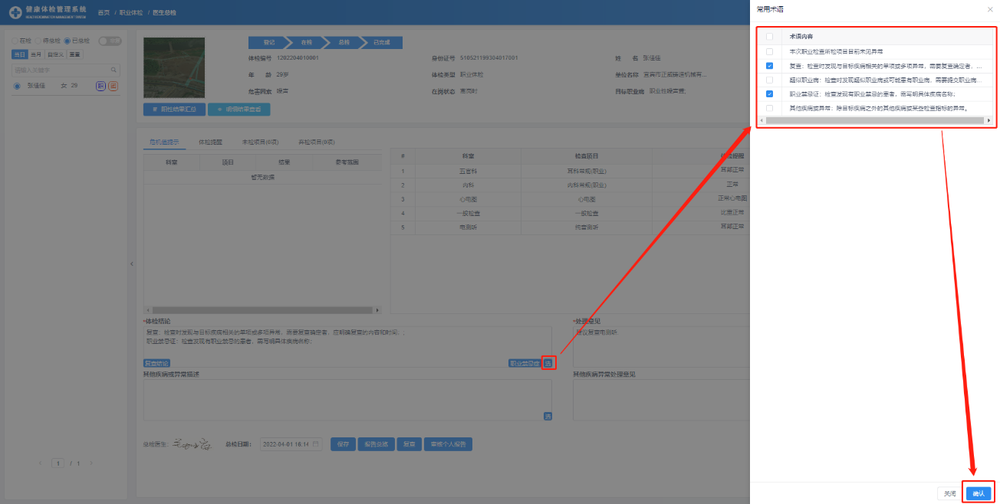 健康体检管理系统
首页 / 职业体检 / 医生总检
在检 待总检 已总检
当日 当月 自定义 重置
请输入关键字
张佳佳 女 29 职
1 / 1
登记 在检 总检 已完成
体检编号 1202204010001 身份证号 510521199304017001 姓 名 张佳佳
年 龄 29岁 体检类型 职业体检 单位名称 宜宾市正威铸造机械有...
危害因素 噪声 在岗状态 离岗时 目标职业病 职业性噪声聋;
阳性结果汇总 明细结果查看
危机值提示 体检提醒 未检项目(0项) 弃检项目(0项)
科室 项目 结果 参考范围
暂无数据
# 科室 检查项目 体检提醒
1 五官科 耳科常规(职业) 耳部正常
2 内科 内科常规(职业) 正常
3 心电图 心电图 正常心电图
4 一般检查 一般检查 比重正常
5 电测听 纯音测听 耳部正常
*体检结论
复查：检查时发现与目标疾病相关的单项或多项异常，需要复查确定者，应明确复查的内容和时间；;
职业禁忌证：检查发现有职业禁忌的患者，需写明具体疾病名称；
复查结论 职业禁忌证 选
*处理意见
建议复查电测听;
其他疾病或异常描述
选
其他疾病异常处理意见
总检医生: 总检日期: 2022-04-01 16:14 保存 报告总览 复查 审核个人报告
常用术语
术语内容
本次职业检查所检项目目前未见异常
复查：检查时发现与目标疾病相关的单项或多项异常，需要复查确定者，...
疑似职业病：检查时发现疑似职业病或可能患有职业病，需要提交职业病...
职业禁忌证：检查发现有职业禁忌的患者，需写明具体疾病名称；
其他疾病或异常：除目标疾病之外的其他疾病或某些检查指标的异常。
关闭 确认